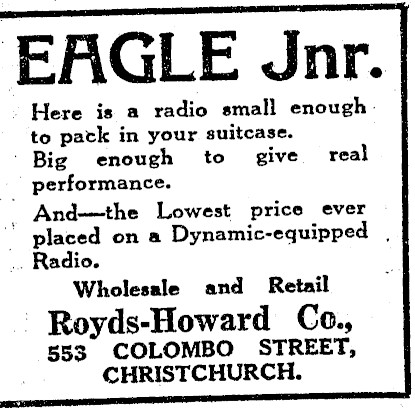 EAGLE Jnr.
Here is a radio small enough
to pack in your suitcase.
Big enough to give real
performance.
And—the Lowest price ever
placed on a Dynamic-equipped
Radio.
Wholesale and Retail
Royds-Howard Co.,
553 COLOMBO STREET,
CHRISTCHURCH.